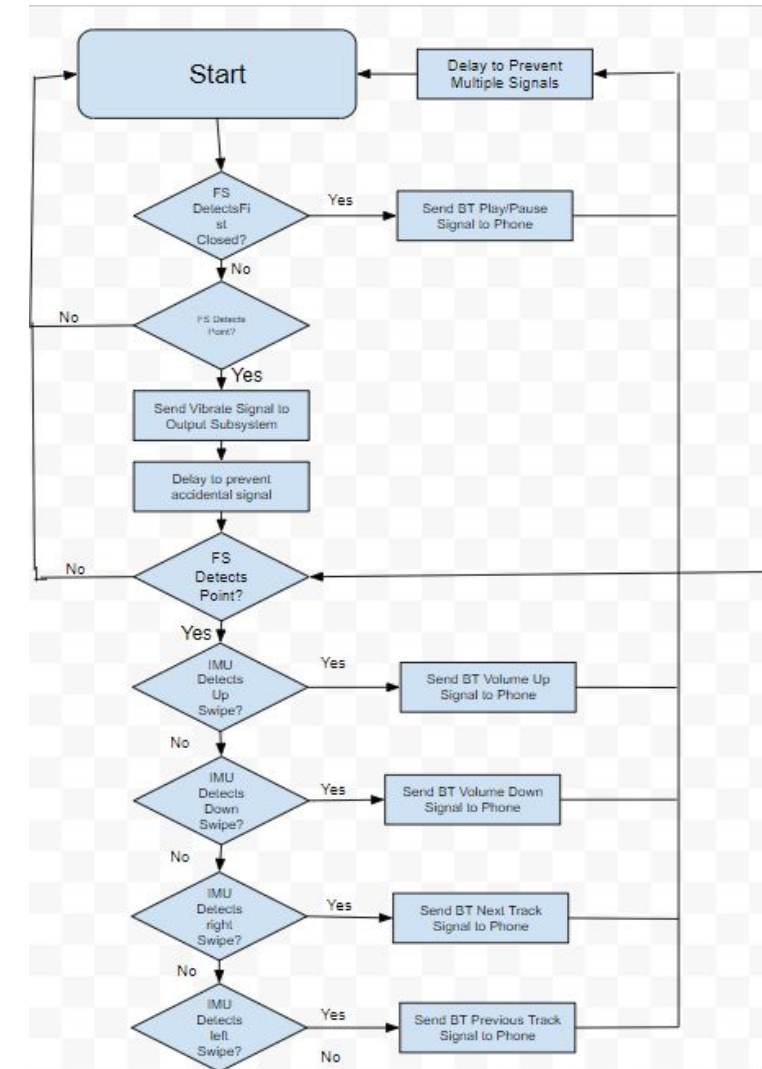 Start
Delay to Prevent
Multiple Signals
FS
DetectsFi
st
Closed?
Yes
Send BT Play/Pause
Signal to Phone
No
FS Detects
Point?
No
Yes
Send Vibrate Signal to
Output Subsystem
Delay to prevent
accidental signal
FS
Detects
Point?
No
Yes
IMU
Detects
Up
Swipe?
Yes
Send BT Volume Up
Signal to Phone
No
IMU
Detects
Down
Swipe?
Yes
Send BT Volume Down
Signal to Phone
No
IMU
Detects
right
Swipe?
Yes
Send BT Next Track
Signal to Phone
No
IMU
Detects
left
Swipe?
Yes
Send BT Previous Track
Signal to Phone
No